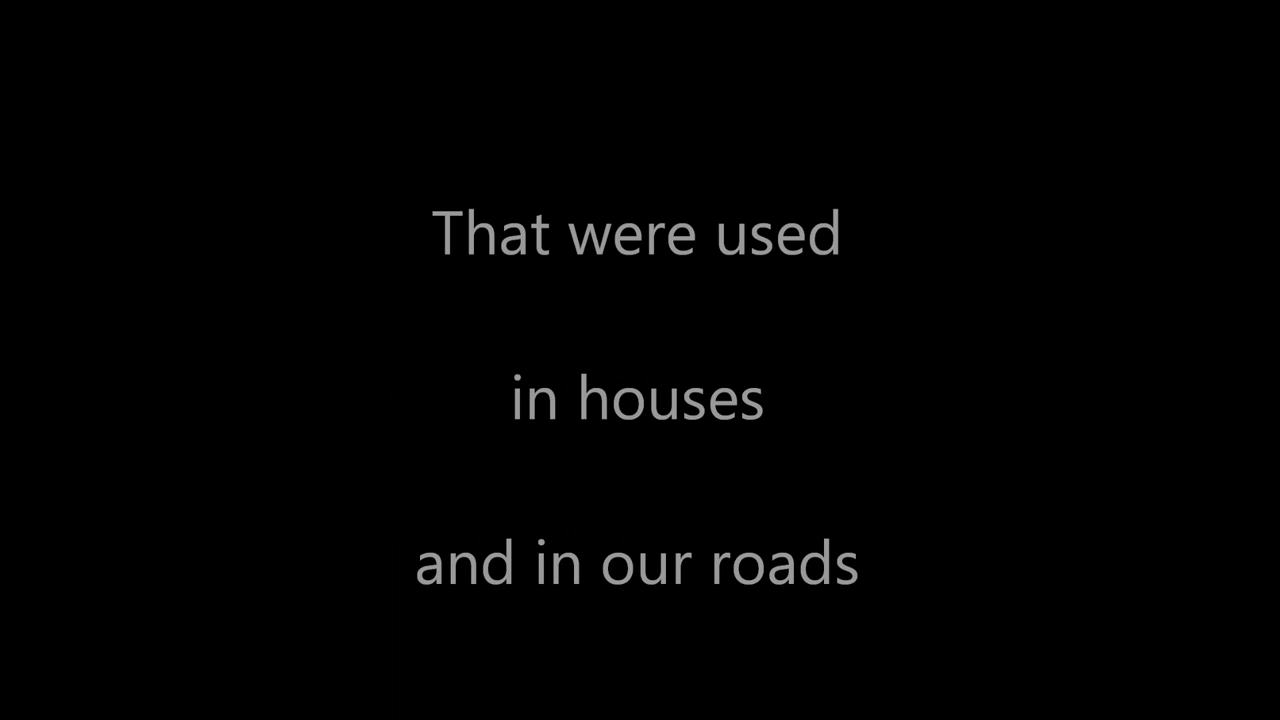 That were used
in houses
and in our roads